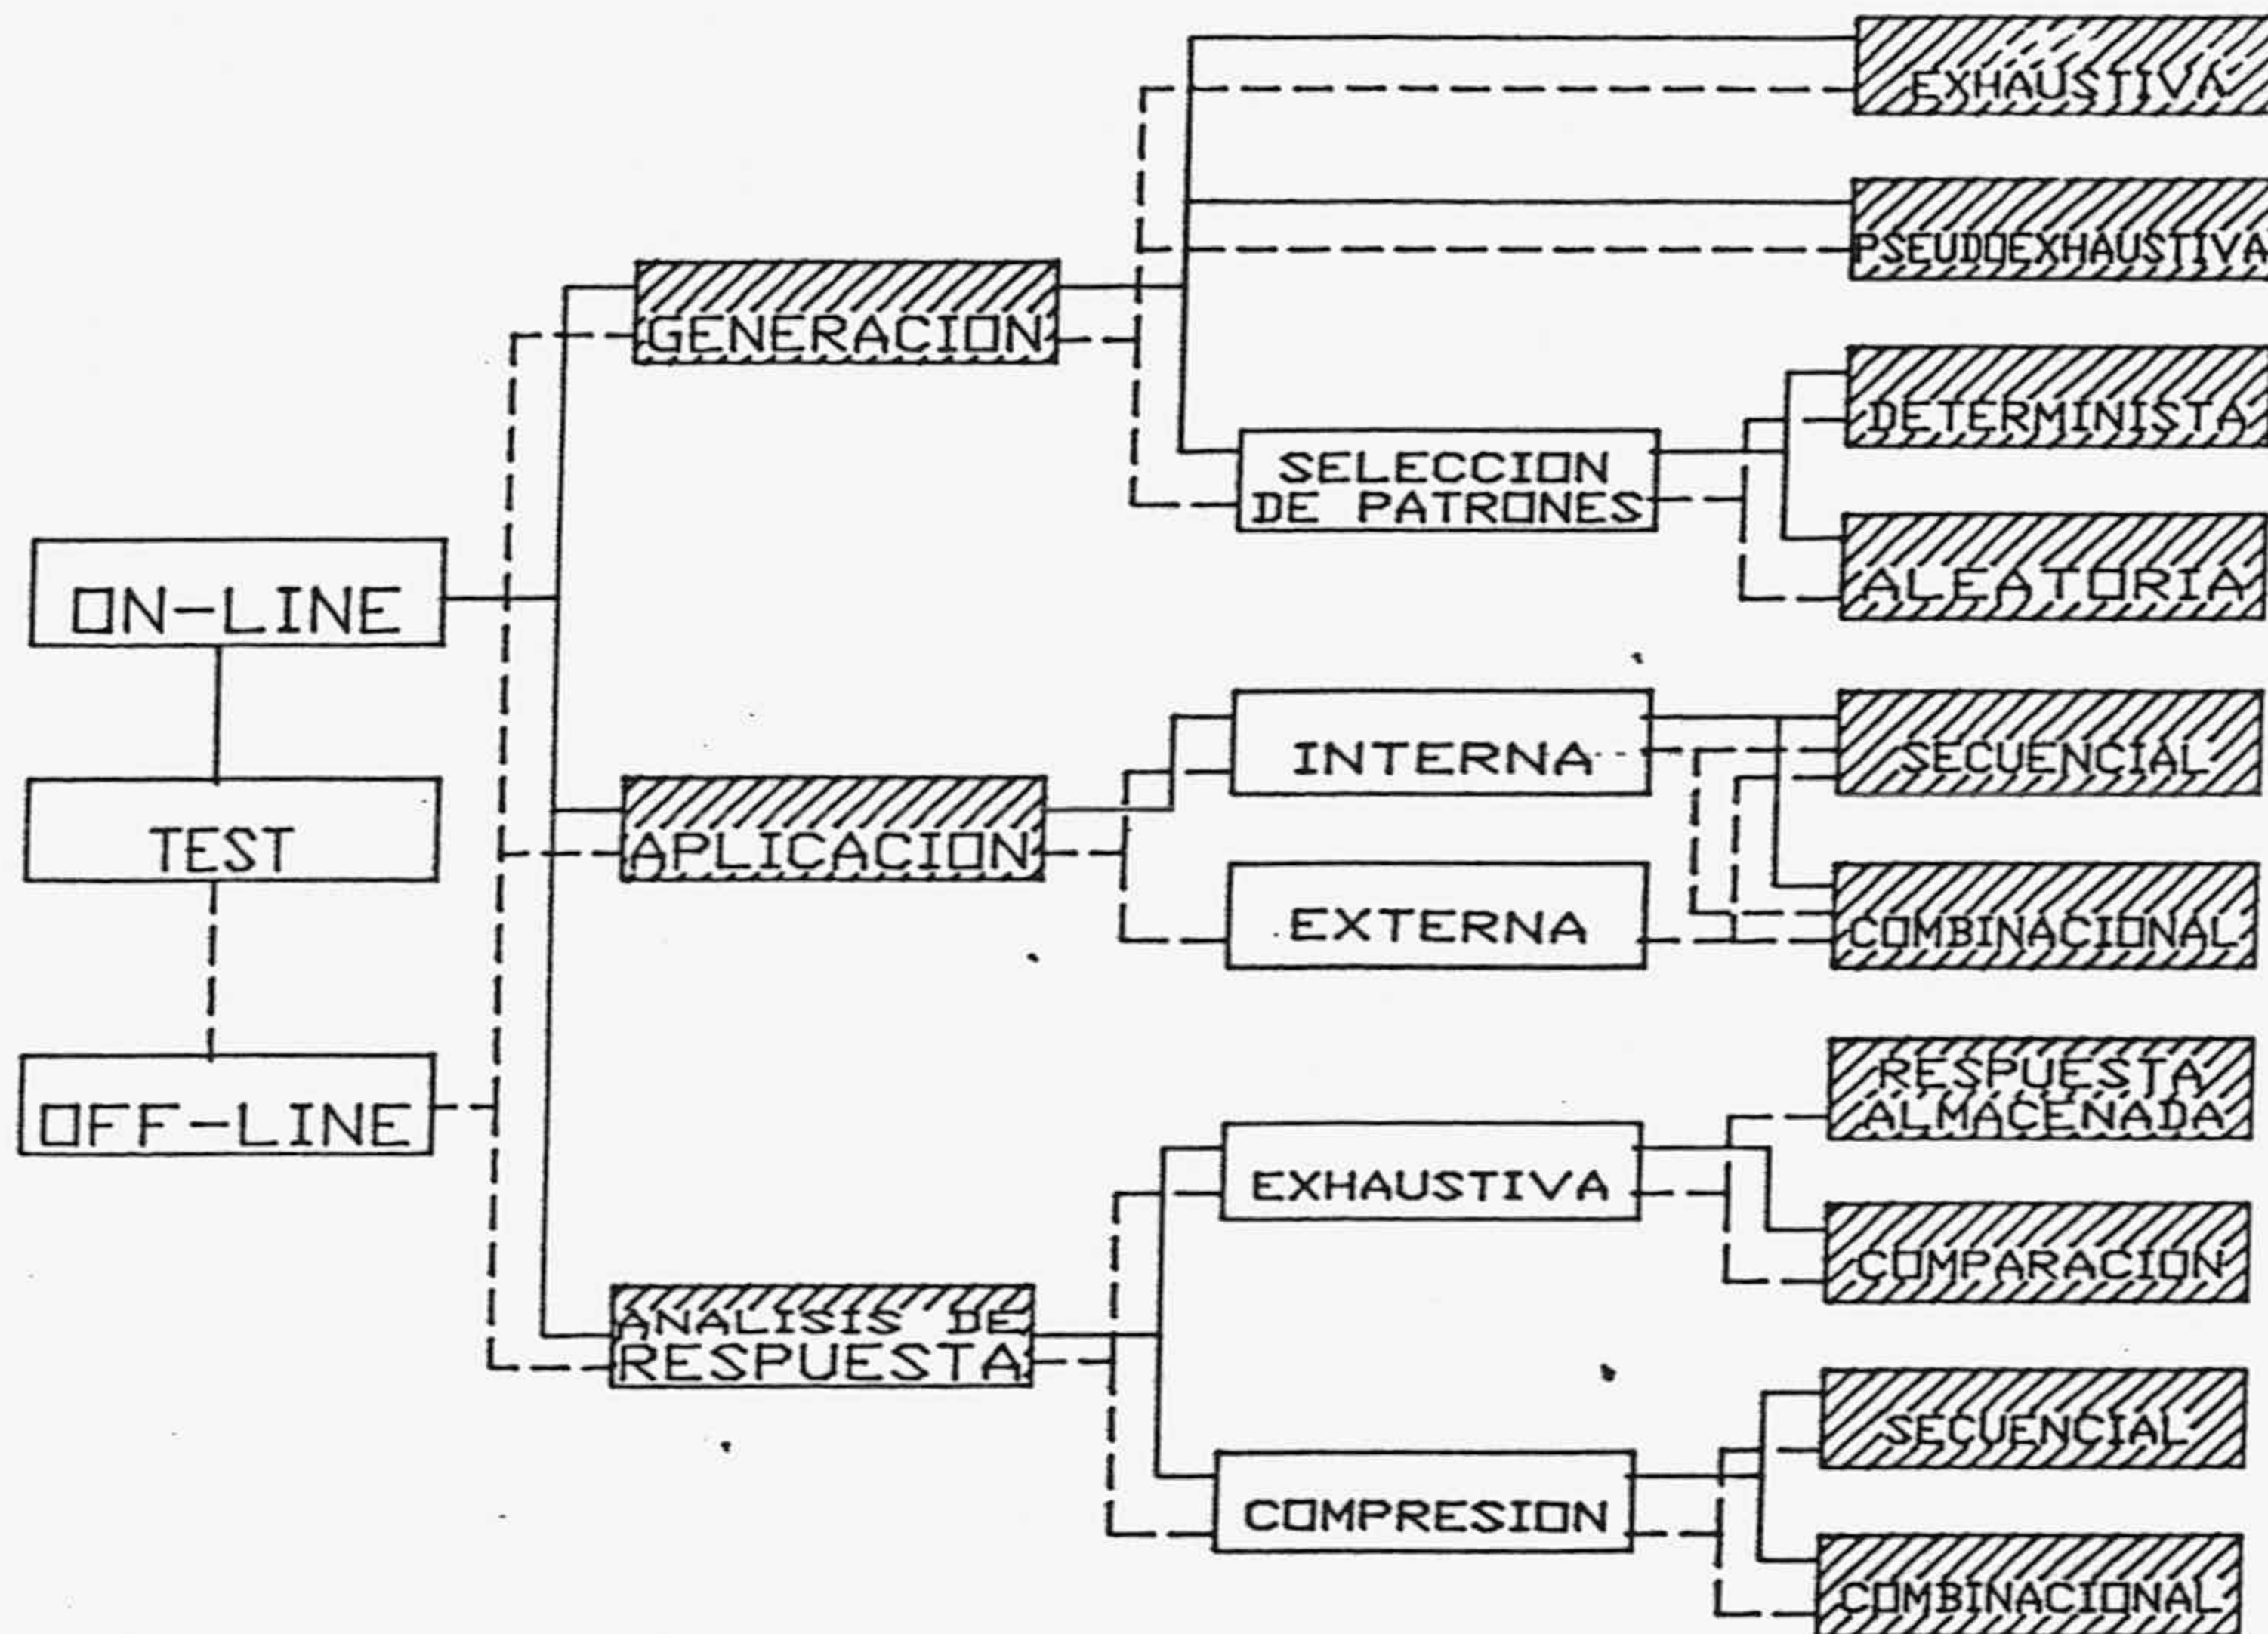 EXHAUSTIVA
PSEUDOEXHAUSTIVA
GENERACION
DETERMINISTA
SELECCION
DE PATRONES
ON-LINE
ALEATORIA
INTERNA
SECUENCIAL
TEST
APLICACION
EXTERNA
COMBINACIONAL
RESPUESTA
ALMACENADA
OFF-LINE
EXHAUSTIVA
COMPARACION
ANALISIS DE
RESPUESTA
SECUENCIAL
COMPRESION
COMBINACIONAL